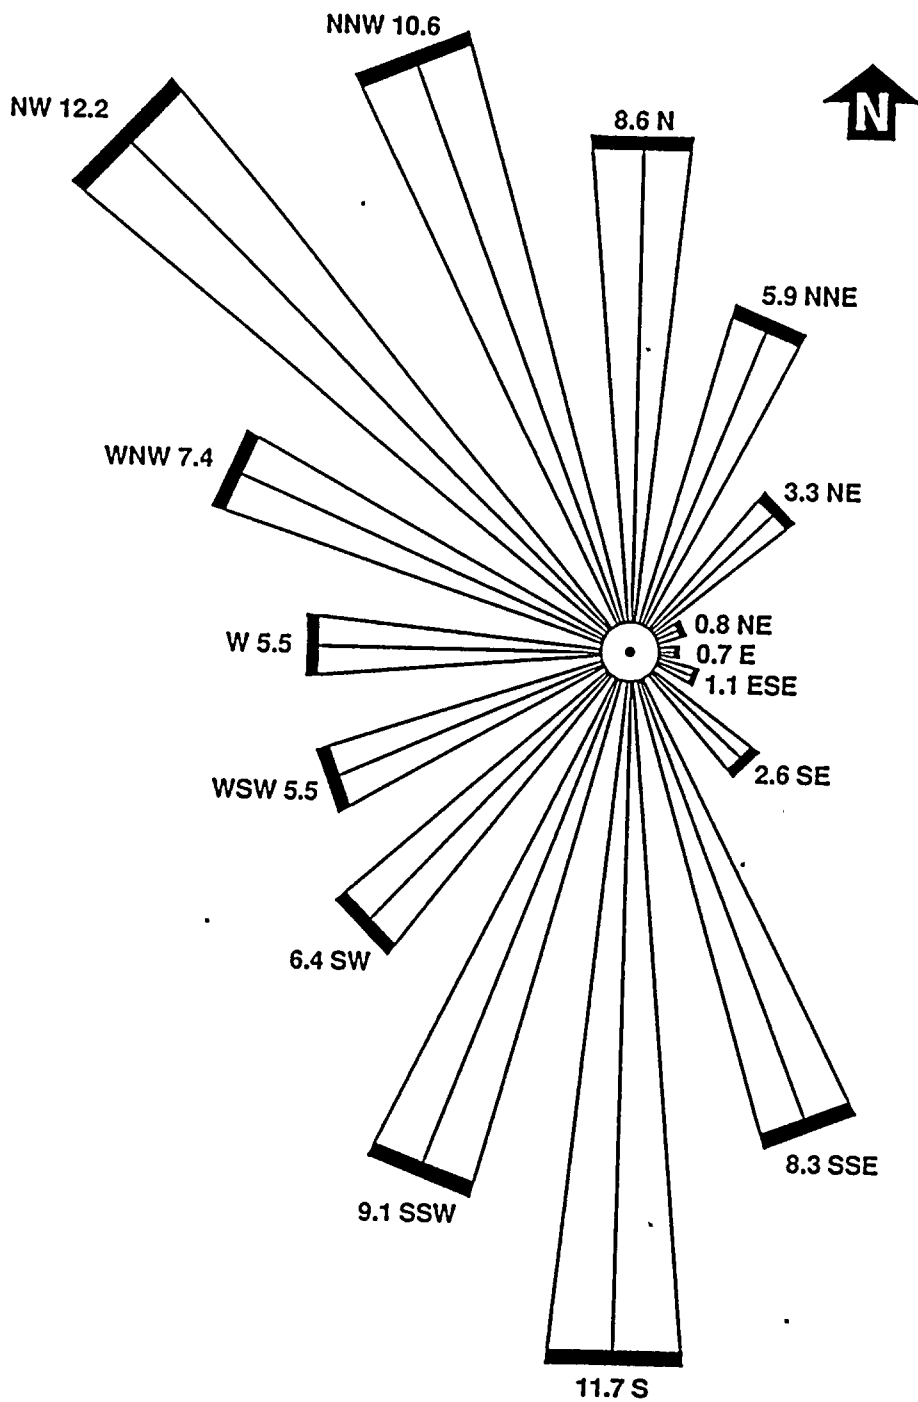 NNW 10.6
NW 12.2
N
8.6 N
5.9 NNE
WNW 7.4
3.3 NE
0.8 NE
W 5.5
0.7 E
1.1 ESE
WSW 5.5
2.6 SE
6.4 SW
8.3 SSE
9.1 SSW
11.7 S